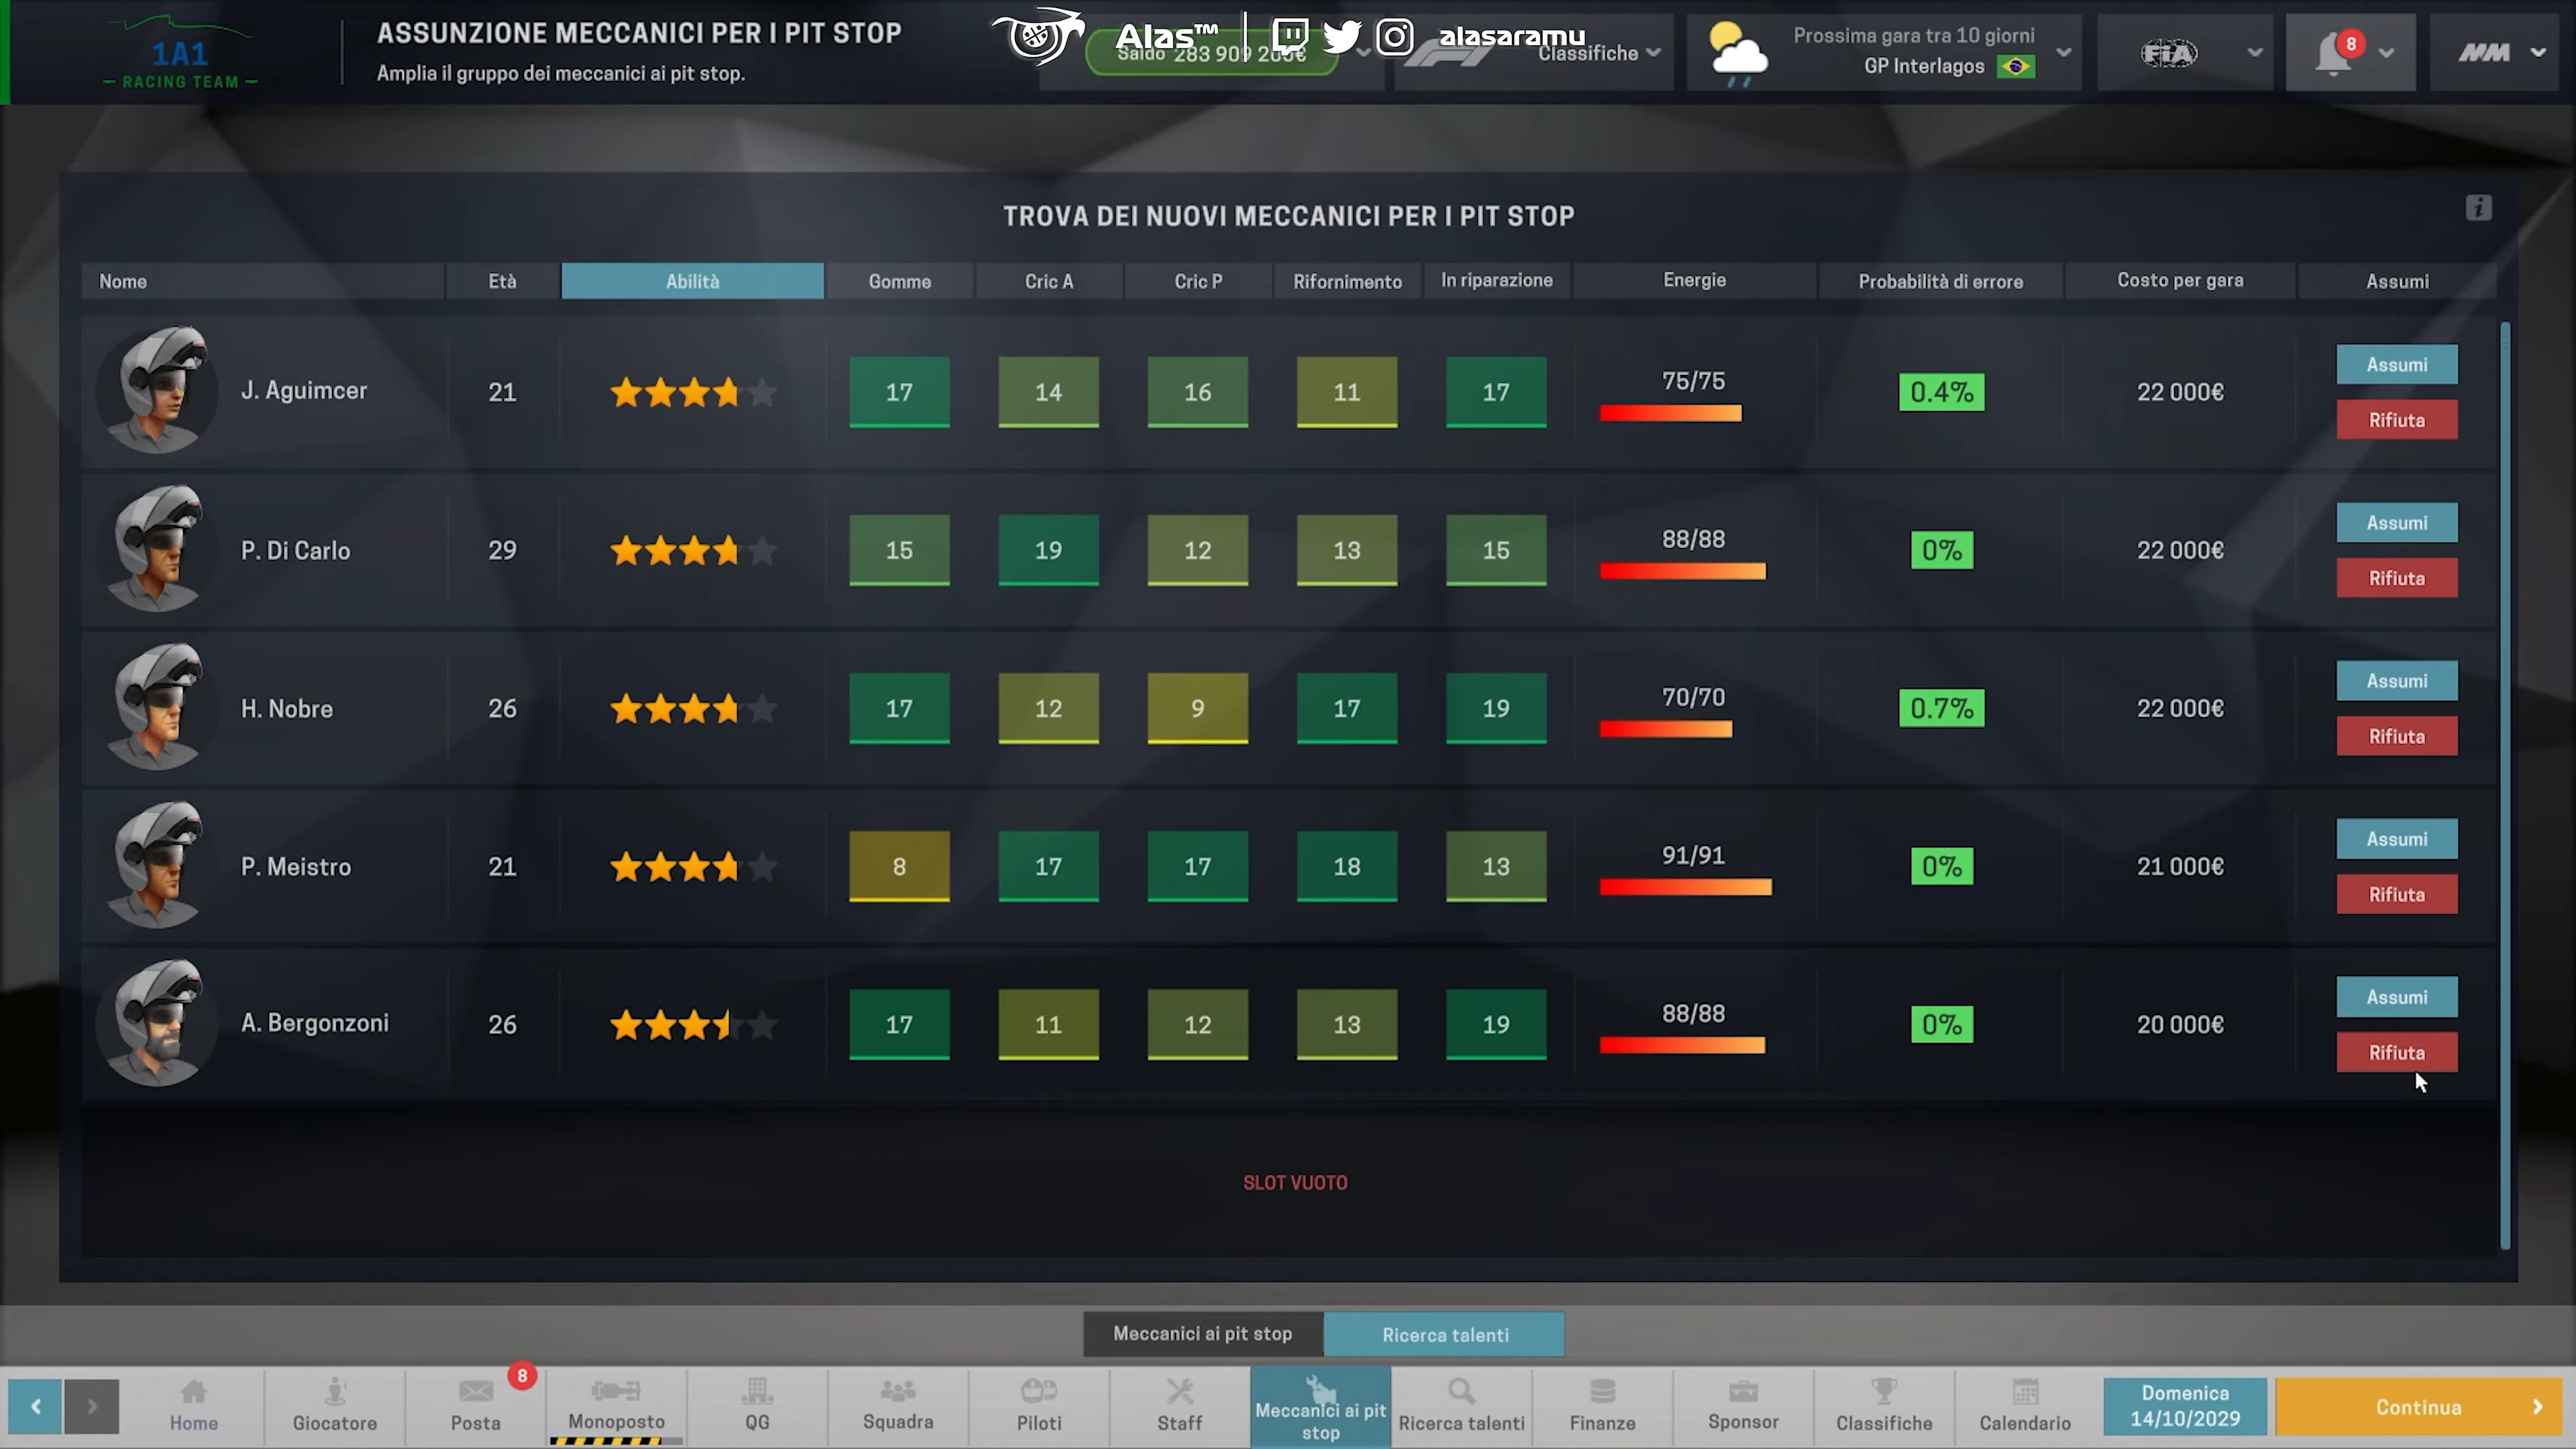 1A1
RACING TEAM
ASSUNZIONE MECCANICI PER I PIT STOP
Amplia il gruppo dei meccanici ai pit stop.
Alas™
alasaramu
Saldo 283 909
Classifiche
Prossima gara tra 10 giorni
GP Interlagos
FIA
8
MM
TROVA DEI NUOVI MECCANICI PER I PIT STOP
i
Nome Età Abilità Gomme Cric A Cric P Rifornimento In riparazione Energie Probabilità di errore Costo per gara Assumi
J. Aguimcer 21 17 14 16 11 17 75/75 0.4% 22 000€ Assumi
Rifiuta
P. Di Carlo 29 15 19 12 13 15 88/88 0% 22 000€ Assumi
Rifiuta
H. Nobre 26 17 12 9 17 19 70/70 0.7% 22 000€ Assumi
Rifiuta
P. Meistro 21 8 17 17 18 13 91/91 0% 21 000€ Assumi
Rifiuta
A. Bergonzoni 26 17 11 12 13 19 88/88 0% 20 000€ Assumi
Rifiuta
SLOT VUOTO
Meccanici ai pit stop Ricerca talenti
Home
Giocatore
Posta
8
Monoposto
QG
Squadra
Piloti
Staff
Meccanici ai pit
stop
Ricerca talenti
Finanze
Sponsor
Classifiche
Calendario
Domenica
14/10/2029
Continua